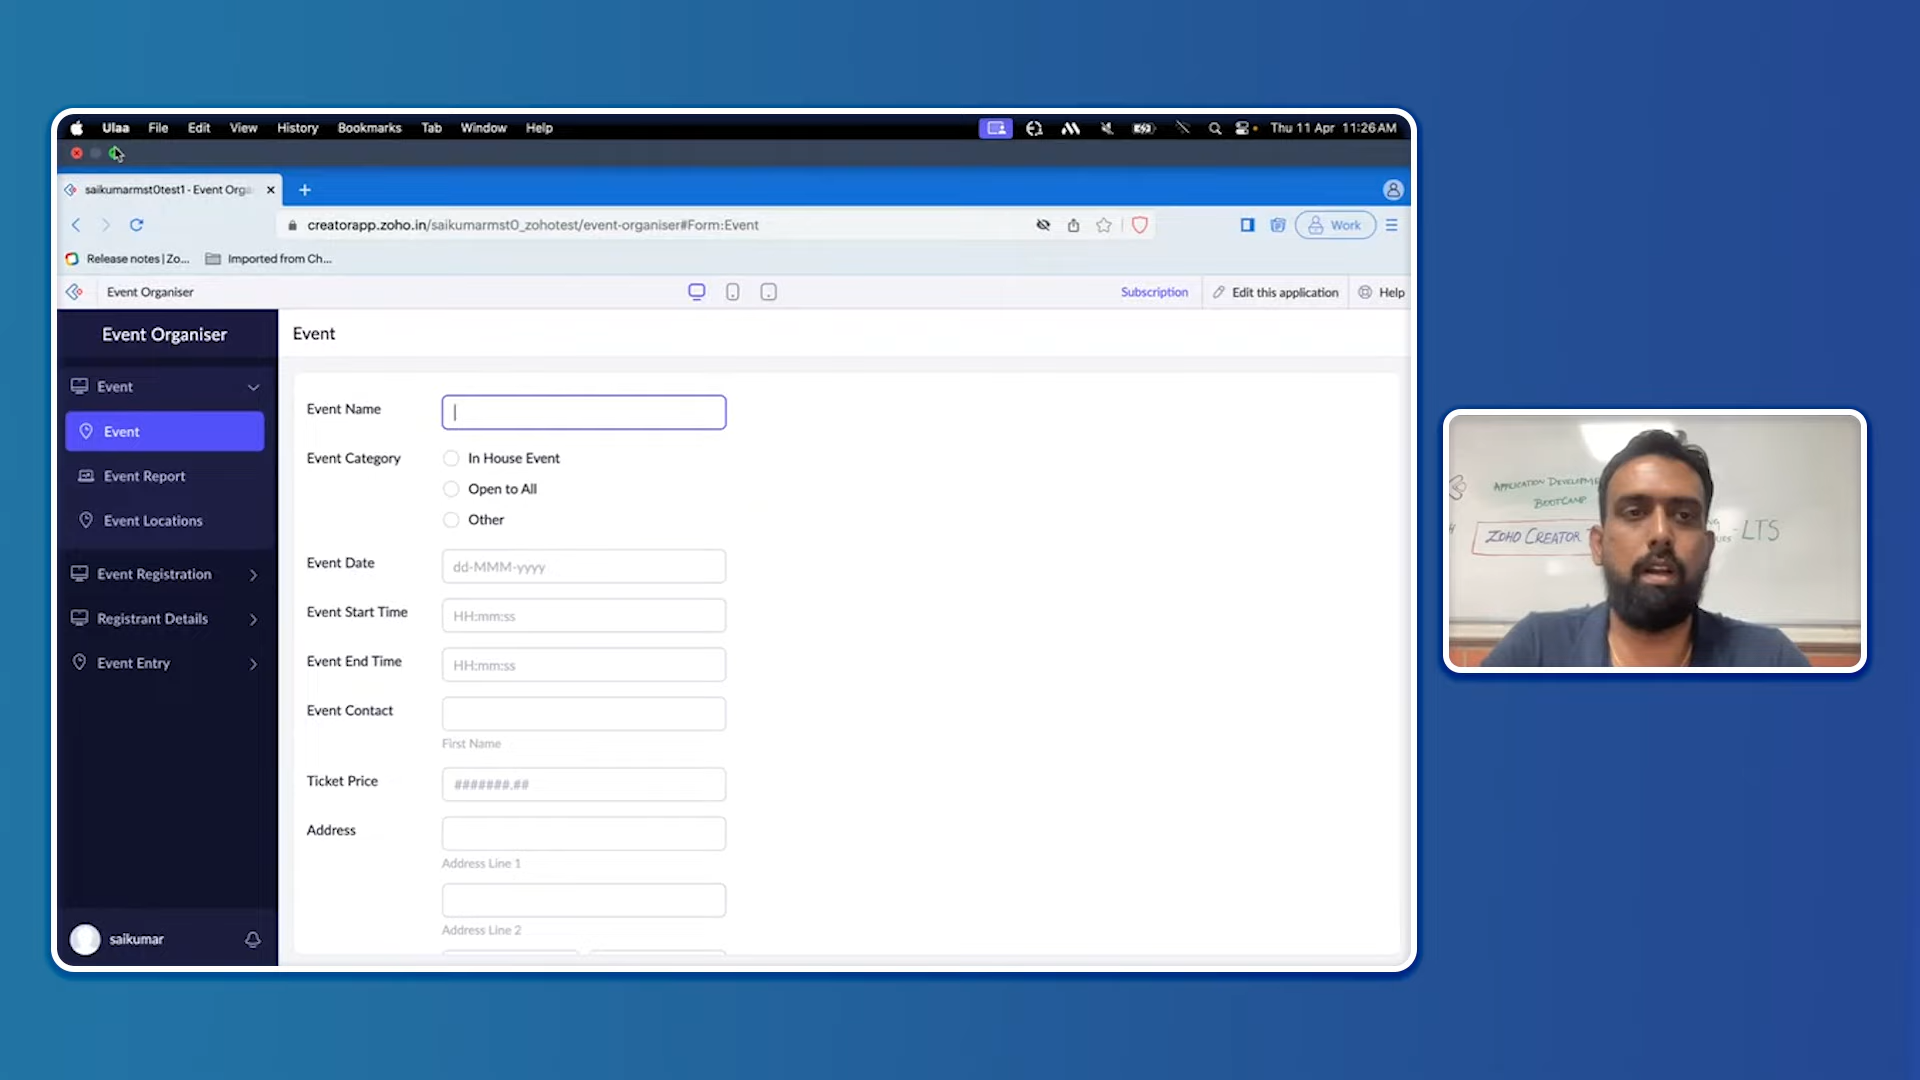 Ulaa File Edit View History Bookmarks Tab Window Help Thu 11 Apr 11:26 AM
saikumarmst0test1 - Event Orga
creatorapp.zoho.in/saikumarmst0_zohotest/event-organiser#Form:Event
Work
Release notes | Zo...
Imported from Ch...
Event Organiser
Subscription
Edit this application
Help
Event Organiser
Event
Event
Event Report
Event Locations
Event Registration
Registrant Details
Event Entry
saikumar
Event
Event Name
Event Category
In House Event
Open to All
Other
Event Date
dd-MMM-yyyy
Event Start Time
HH:mm:ss
Event End Time
HH:mm:ss
Event Contact
First Name
Ticket Price
#######.##
Address
Address Line 1
Address Line 2
APPLICATION
BOOTCAMP
ZOHO CREATOR
- LTS